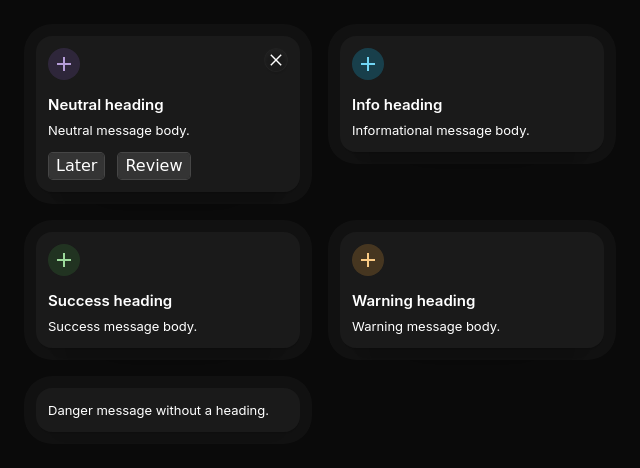 Neutral heading
Neutral message body.
Later Review
Info heading
Informational message body.
Success heading
Success message body.
Warning heading
Warning message body.
Danger message without a heading.